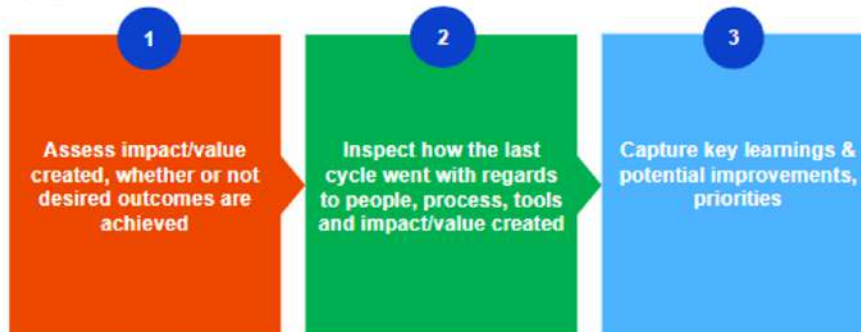 1
Assess impact/value
created, whether or not
desired outcomes are
achieved
2
Inspect how the last
cycle went with regards
to people, process, tools
and impact/value created
3
Capture key learnings &
potential improvements,
priorities